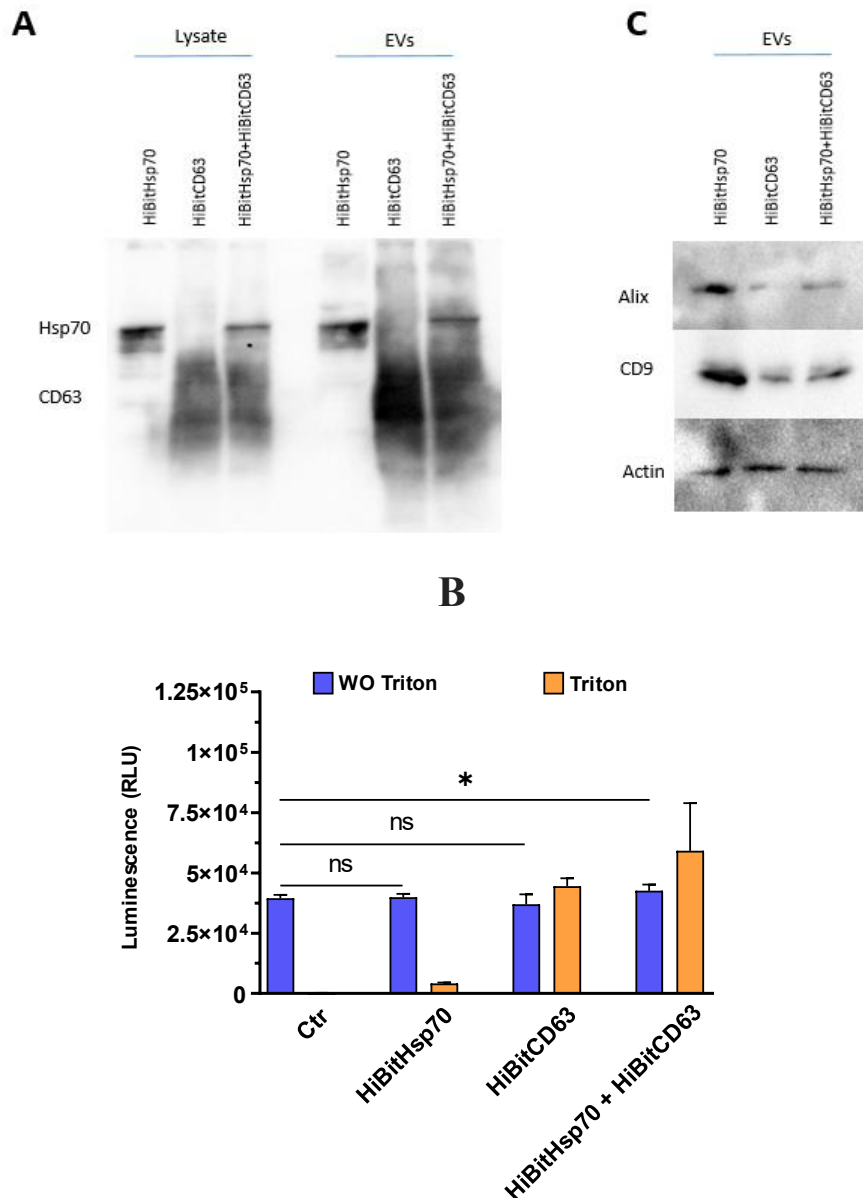 A
Lysate
EVs
HiBitHsp70
HiBitCD63
HiBitHsp70+HiBitCD63
HiBitHsp70
HiBitCD63
HiBitHsp70+HiBitCD63
Hsp70
CD63
C
EVs
HiBitHsp70
HiBitCD63
HiBitHsp70+HiBitCD63
Alix
CD9
Actin
B
WO Triton
Triton
Luminescence (RLU)
1.25×10⁵
1×10⁵
7.5×10⁴
5×10⁴
2.5×10⁴
0
*
ns
ns
Ctr
HiBitHsp70
HiBitCD63
HiBitHsp70 + HiBitCD63